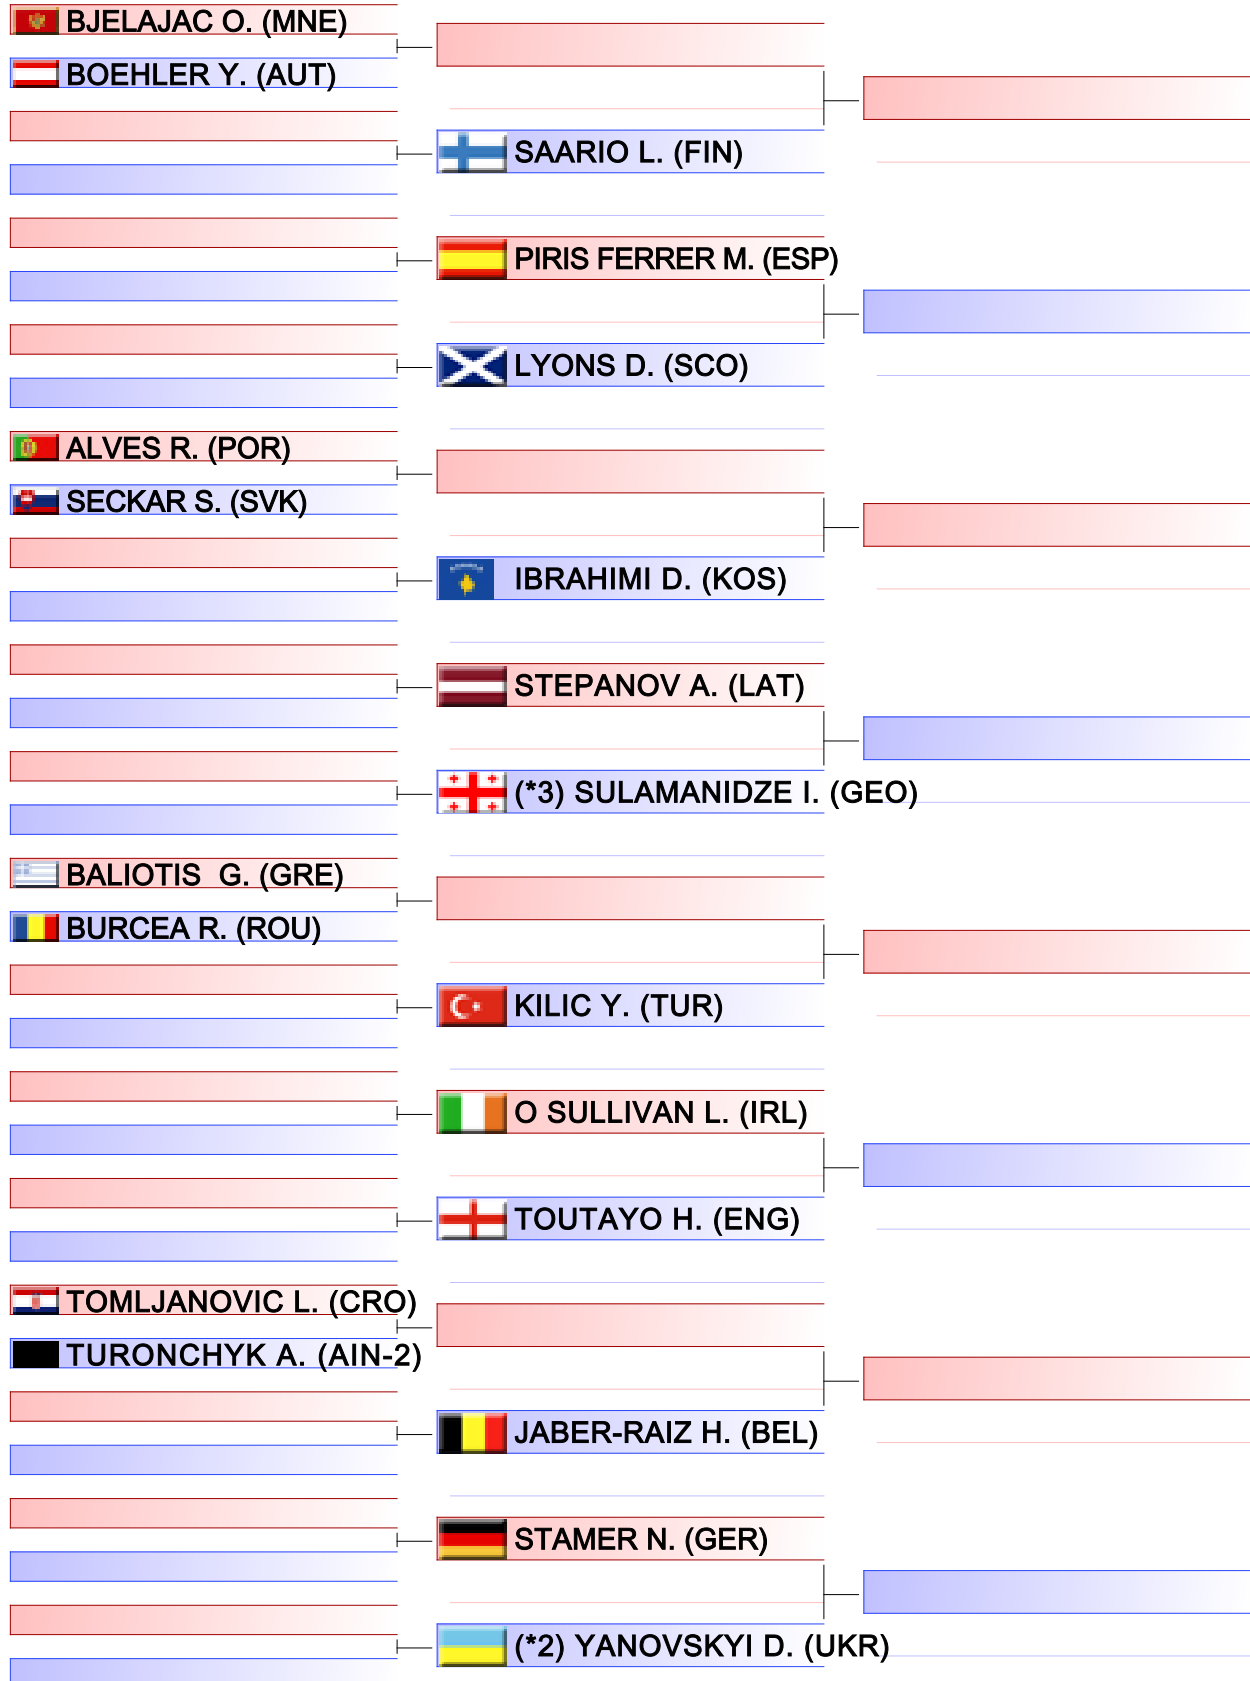 BJELAJAC O. (MNE)
BOEHLER Y. (AUT)
SAARIO L. (FIN)
PIRIS FERRER M. (ESP)
LYONS D. (SCO)
ALVES R. (POR)
SECKAR S. (SVK)
IBRAHIMI D. (KOS)
STEPANOV A. (LAT)
(*3) SULAMANIDZE I. (GEO)
BALIOTIS  G. (GRE)
BURCEA R. (ROU)
KILIC Y. (TUR)
O SULLIVAN L. (IRL)
TOUTAYO H. (ENG)
TOMLJANOVIC L. (CRO)
TURONCHYK A. (AIN-2)
JABER-RAIZ H. (BEL)
STAMER N. (GER)
(*2) YANOVSKYI D. (UKR)